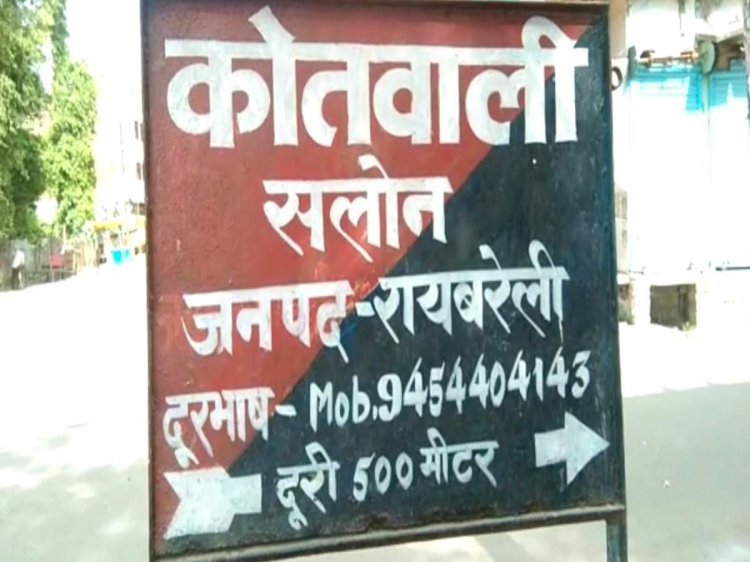 कोतवाली
सलोन
जनपद-रायबरेली
दूरभाष- Mob.9454404143
दूरी 500 मीटर